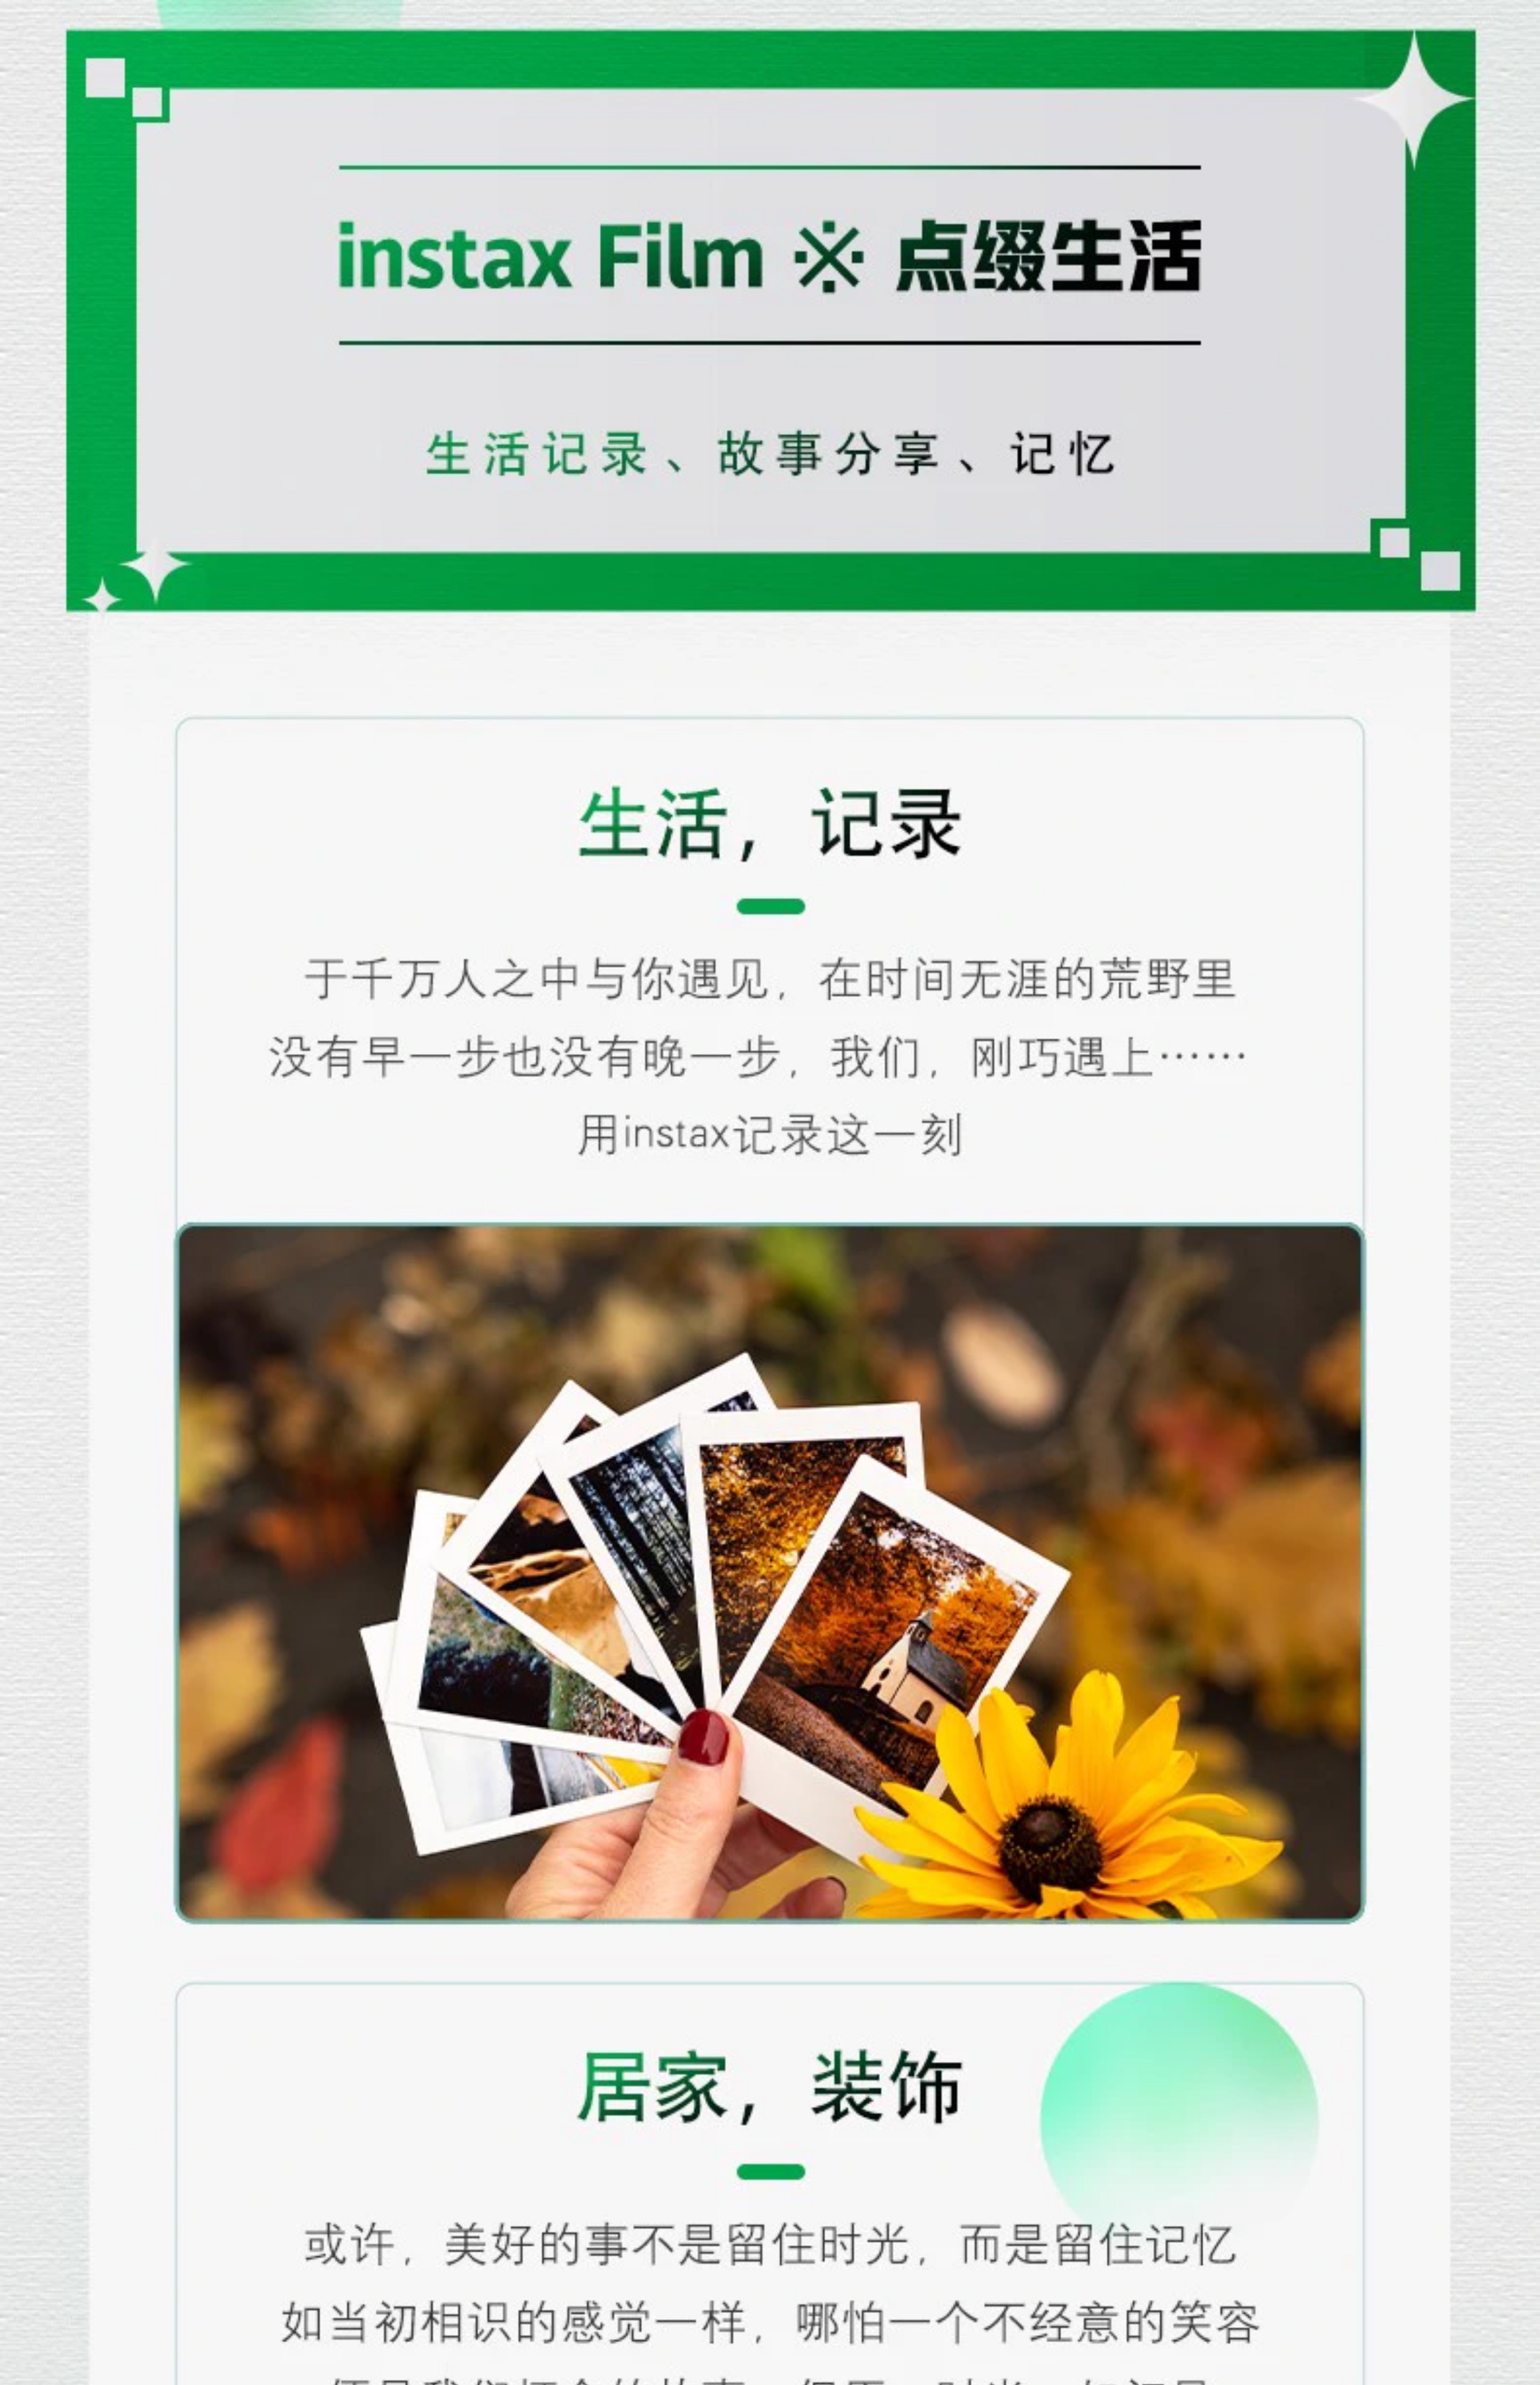 instax Film ※ 点缀生活
生活记录、故事分享、记忆
生活，记录
于千万人之中与你遇见，在时间无涯的荒野里
没有早一步也没有晚一步，我们，刚巧遇上……
用instax记录这一刻
居家，装饰
或许，美好的事不是留住时光，而是留住记忆
如当初相识的感觉一样，哪怕一个不经意的笑容